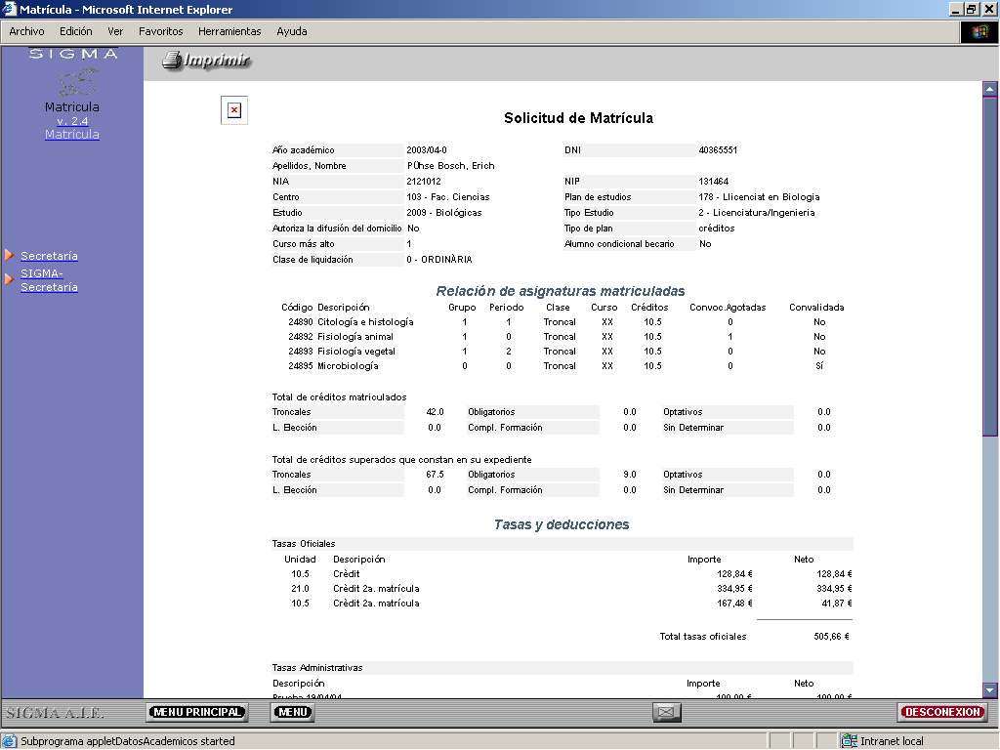 Matrícula - Microsoft Internet Explorer
Archivo Edición Ver Favoritos Herramientas Ayuda
SIGMA
Imprimir
Matricula
v. 2.4
Matrícula
Secretaría
SIGMA-
Secretaría
Solicitud de Matrícula
Año académico 2003/04-0 DNI 40365551
Apellidos, Nombre PÜhse Bosch, Erich
NIA 2121012 NIP 131464
Centro 103 - Fac. Ciencias Plan de estudios 178 - Llicenciat en Biologia
Estudio 2009 - Biológicas Tipo Estudio 2 - Licenciatura/Ingenieria
Autoriza la difusión del domicilio No Tipo de plan créditos
Curso más alto 1 Alumno condicional becario No
Clase de liquidación 0 - ORDINÀRIA
Relación de asignaturas matriculadas
Código Descripción Grupo Periodo Clase Curso Créditos Convoc.Agotadas Convalidada
24890 Citología e histología 1 1 Troncal XX 10.5 0 No
24892 Fisiología animal 1 0 Troncal XX 10.5 1 No
24893 Fisiología vegetal 1 2 Troncal XX 10.5 0 No
24895 Microbiología 0 0 Troncal XX 10.5 0 Sí
Total de créditos matriculados
Troncales 42.0 Obligatorios 0.0 Optativos 0.0
L. Elección 0.0 Compl. Formación 0.0 Sin Determinar 0.0
Total de créditos superados que constan en su expediente
Troncales 67.5 Obligatorios 9.0 Optativos 0.0
L. Elección 0.0 Compl. Formación 0.0 Sin Determinar 0.0
Tasas y deducciones
Tasas Oficiales
Unidad Descripción Importe Neto
10.5 Crèdit 128,84 € 128,84 €
21.0 Crèdit 2a. matrícula 334,95 € 334,95 €
10.5 Crèdit 2a. matrícula 167,48 € 41,87 €
Total tasas oficiales 505,66 €
Tasas Administrativas
Descripción Importe Neto
Prueba 19/04/04 100,00 € 100,00 €
SIGMA A.I.E. MENU PRINCIPAL MENU DESCONEXION
Subprograma appletDatosAcademicos started Intranet local